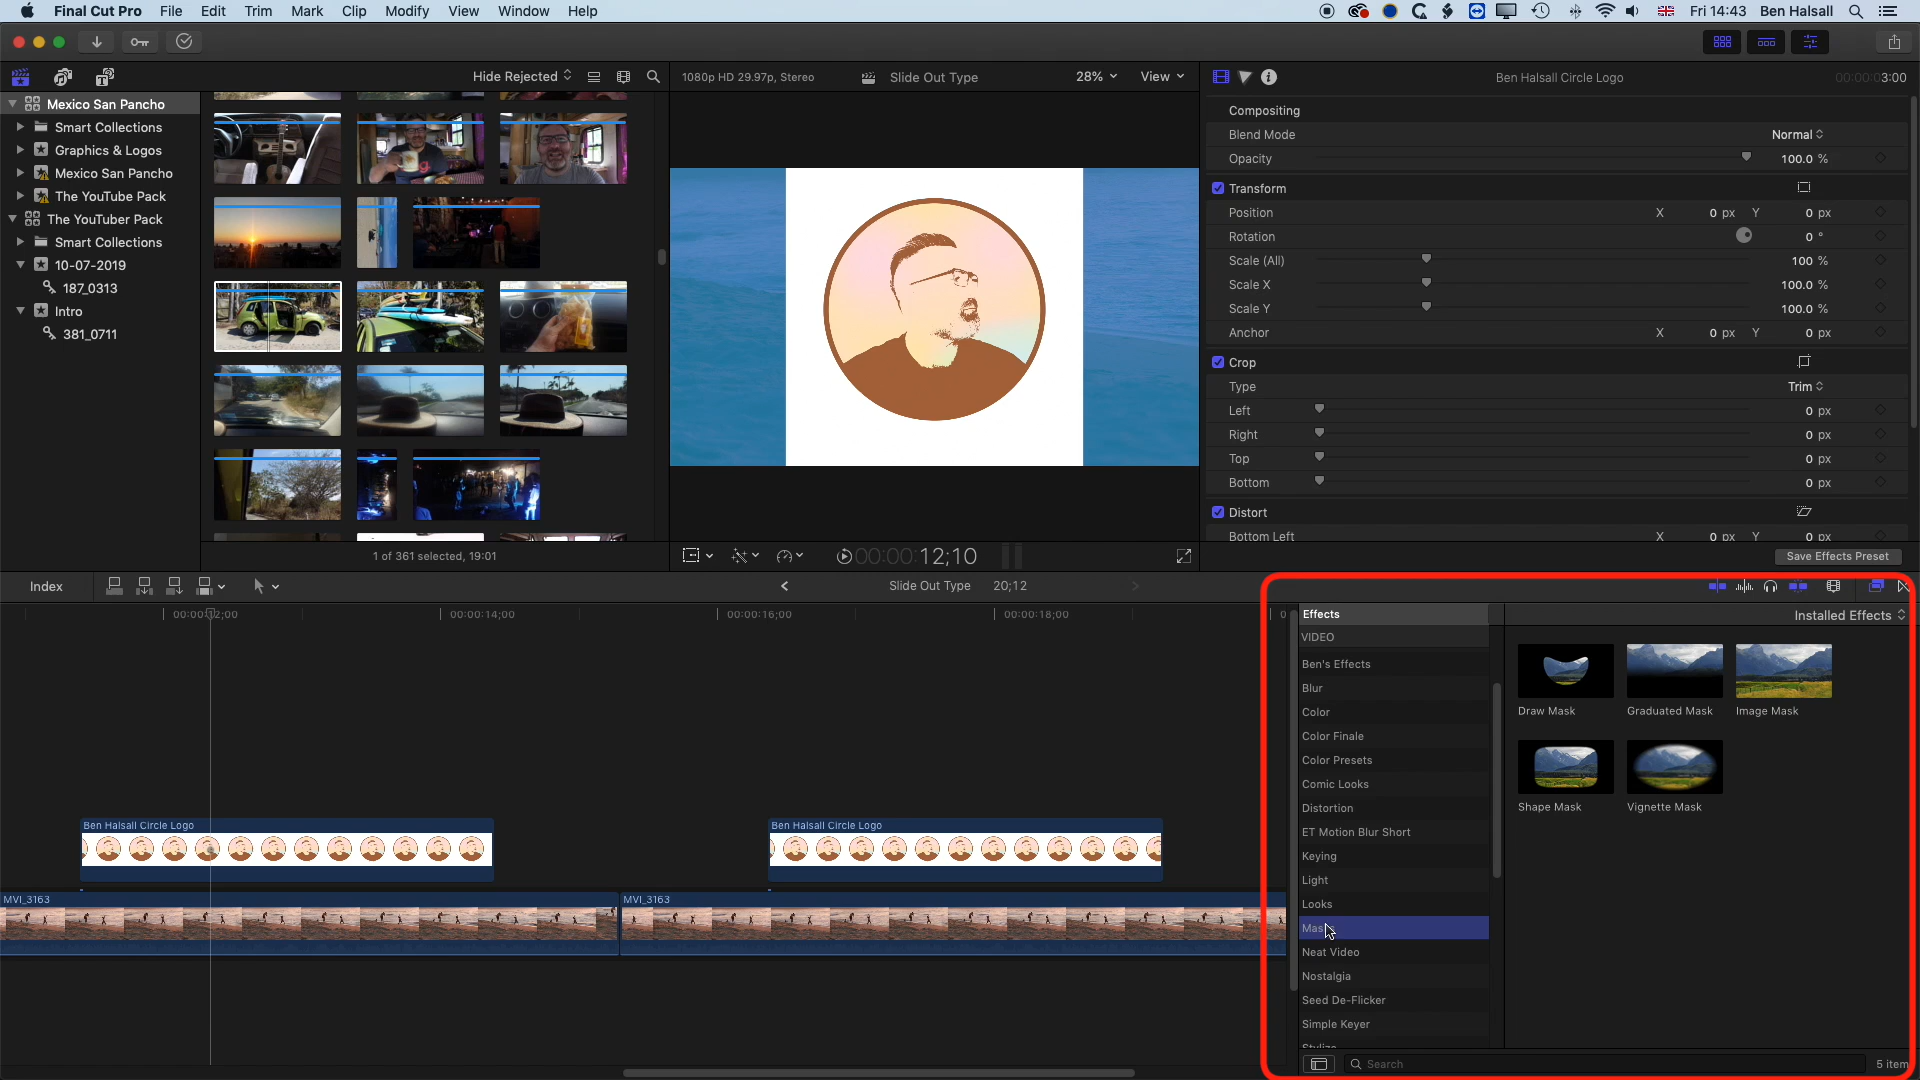 Final Cut Pro File Edit Trim Mark Clip Modify View Window Help
Fri 14:43 Ben Halsall
Hide Rejected
1080p HD 29.97p, Stereo
Slide Out Type
28%
View
Ben Halsall Circle Logo
00:00:03:00
Mexico San Pancho
Smart Collections
Graphics & Logos
Mexico San Pancho
The YouTube Pack
The YouTuber Pack
Smart Collections
10-07-2019
187_0313
Intro
381_0711
1 of 361 selected, 19:01
00:00:12;10
Compositing
Blend Mode Normal
Opacity 100.0 %
Transform
Position X 0 px Y 0 px
Rotation 0 °
Scale (All) 100 %
Scale X 100.0 %
Scale Y 100.0 %
Anchor X 0 px Y 0 px
Crop
Type Trim
Left 0 px
Right 0 px
Top 0 px
Bottom 0 px
Distort
Bottom Left X 0 px Y 0 px
Save Effects Preset
Index
Slide Out Type 20;12
00:00:12;00 00:00:14;00 00:00:16;00 00:00:18;00
Ben Halsall Circle Logo
Ben Halsall Circle Logo
MVI_3163
MVI_3163
Effects
Installed Effects
VIDEO
Ben's Effects
Blur
Color
Color Finale
Color Presets
Comic Looks
Distortion
ET Motion Blur Short
Keying
Light
Looks
Neat Video
Nostalgia
Seed De-Flicker
Simple Keyer
Stylize
Draw Mask
Graduated Mask
Image Mask
Shape Mask
Vignette Mask
Search
5 item